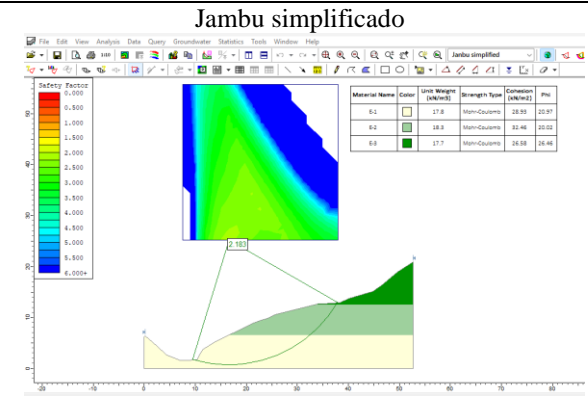 Jambu simplificado
File Edit View Analysis Data Query Groundwater Statistics Tools Window Help
Janbu simplified
Safety Factor
0.000
0.500
1.000
1.500
2.000
2.500
3.000
3.500
4.000
4.500
5.000
5.500
6.000+
Material Name Color Unit Weight (kN/m3) Strength Type Cohesion (kN/m2) Phi
E-1 17.8 Mohr-Coulomb 28.93 20.97
E-2 18.3 Mohr-Coulomb 32.46 20.02
E-3 17.7 Mohr-Coulomb 26.58 26.46
2.183
50
40
30
20
10
0
-20 -10 0 10 20 30 40 50 60 70 80